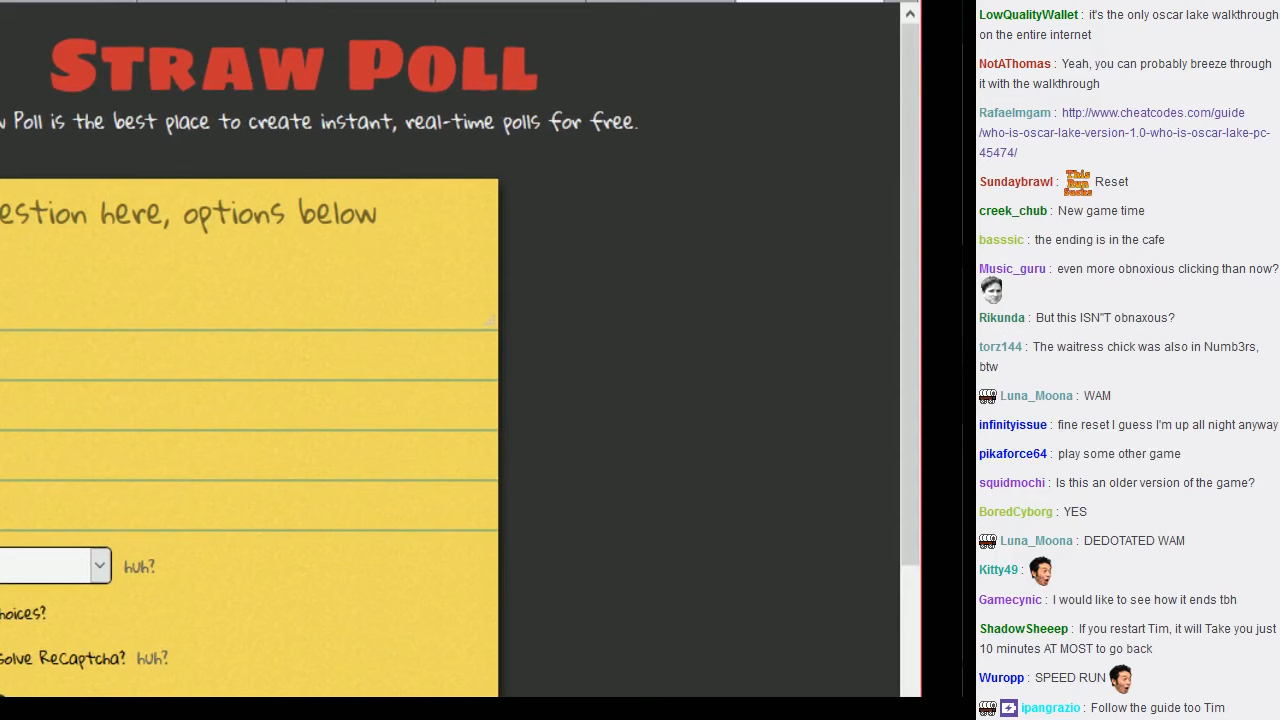 STRAW POLL
Poll is the best place to create instant, real-time polls for free.
estion here, options below
huh?
hoices?
solve ReCaptcha? huh?
LowQualityWallet: it's the only oscar lake walkthrough
on the entire internet
NotAThomas: Yeah, you can probably breeze through
it with the walkthrough
Rafaelmgam: http://www.cheatcodes.com/guide
/who-is-oscar-lake-version-1.0-who-is-oscar-lake-pc-
45474/
Sundaybrawl: This Run Sucks Reset
creek_chub: New game time
basssic: the ending is in the cafe
Music_guru: even more obnoxious clicking than now?
Rikunda: But this ISN"T obnaxous?
torz144: The waitress chick was also in Numb3rs,
btw
Luna_Moona: WAM
infinityissue: fine reset I guess I'm up all night anyway
pikaforce64: play some other game
squidmochi: Is this an older version of the game?
BoredCyborg: YES
Luna_Moona: DEDOTATED WAM
Kitty49:
Gamecynic: I would like to see how it ends tbh
ShadowSheeep: If you restart Tim, it will Take you just
10 minutes AT MOST to go back
Wuropp: SPEED RUN
ipangrazio: Follow the guide too Tim